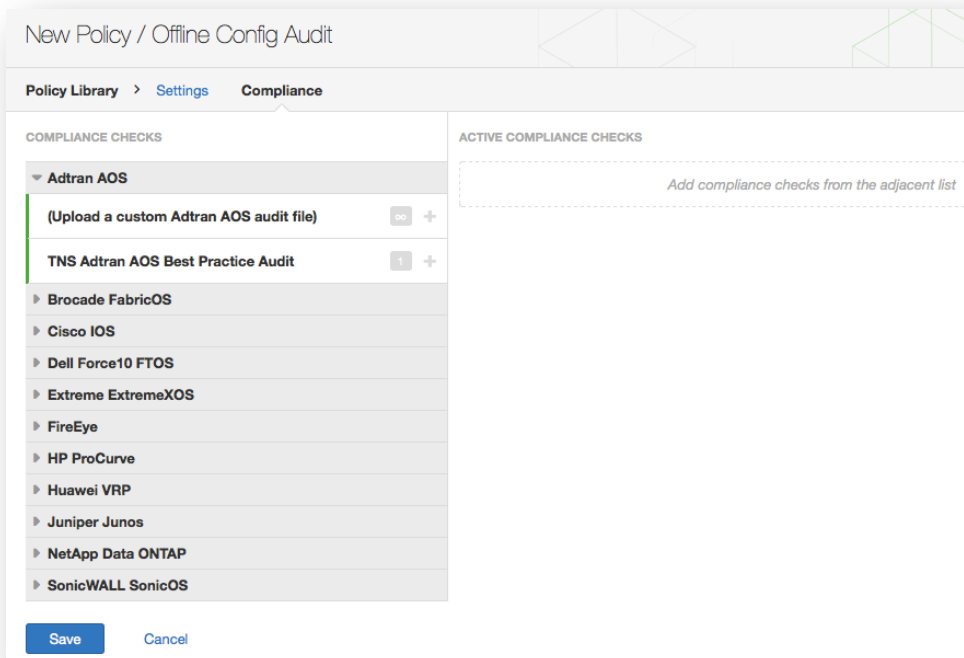 New Policy / Offline Config Audit
Policy Library > Settings Compliance
COMPLIANCE CHECKS
Adtran AOS
(Upload a custom Adtran AOS audit file) ∞ +
TNS Adtran AOS Best Practice Audit 1 +
Brocade FabricOS
Cisco IOS
Dell Force10 FTOS
Extreme ExtremeXOS
FireEye
HP ProCurve
Huawei VRP
Juniper Junos
NetApp Data ONTAP
SonicWALL SonicOS
Save Cancel
ACTIVE COMPLIANCE CHECKS
Add compliance checks from the adjacent list